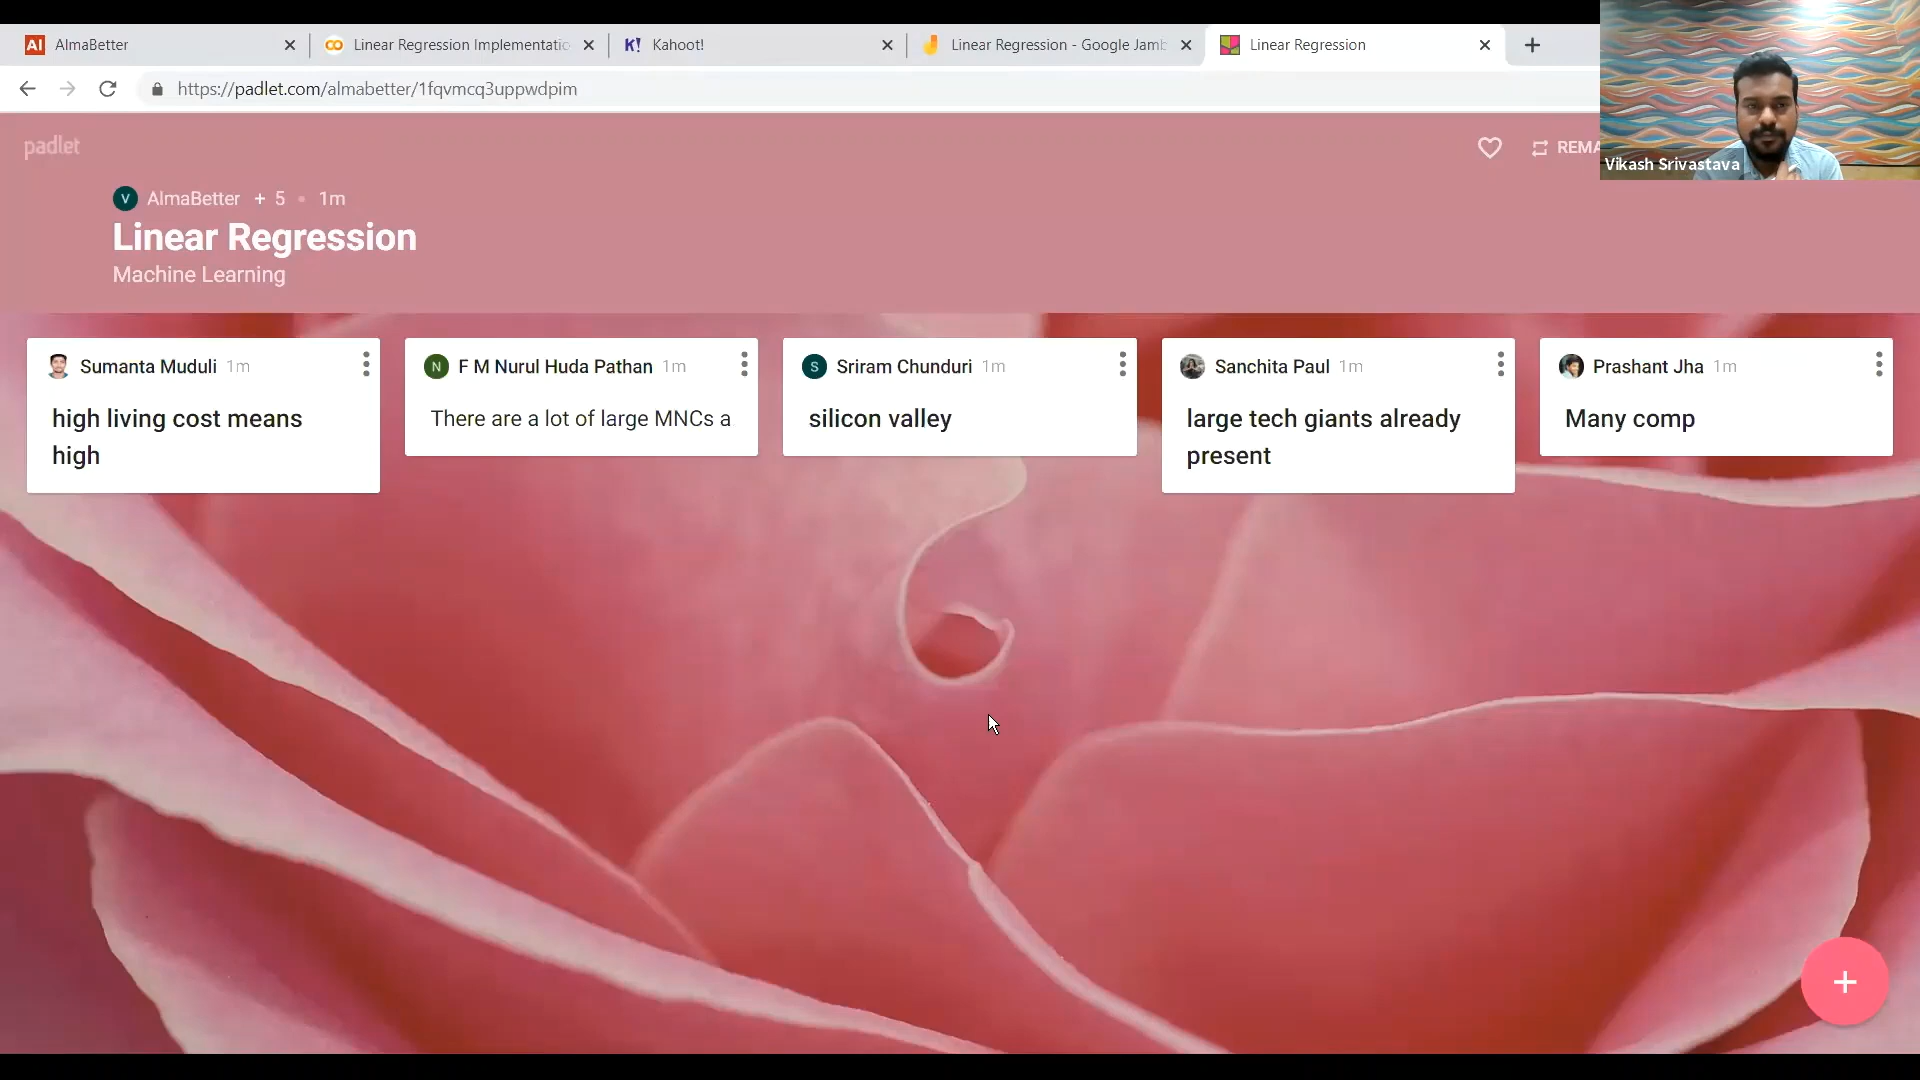 AlmaBetter
Linear Regression Implementatio
K! Kahoot!
Linear Regression - Google Jamb
Linear Regression
https://padlet.com/almabetter/1fqvmcq3uppwdpim
padlet
REMA
Vikash Srivastava
V AlmaBetter + 5 • 1m
Linear Regression
Machine Learning
Sumanta Muduli 1m
high living cost means
high
N F M Nurul Huda Pathan 1m
There are a lot of large MNCs a
S Sriram Chunduri 1m
silicon valley
Sanchita Paul 1m
large tech giants already
present
Prashant Jha 1m
Many comp